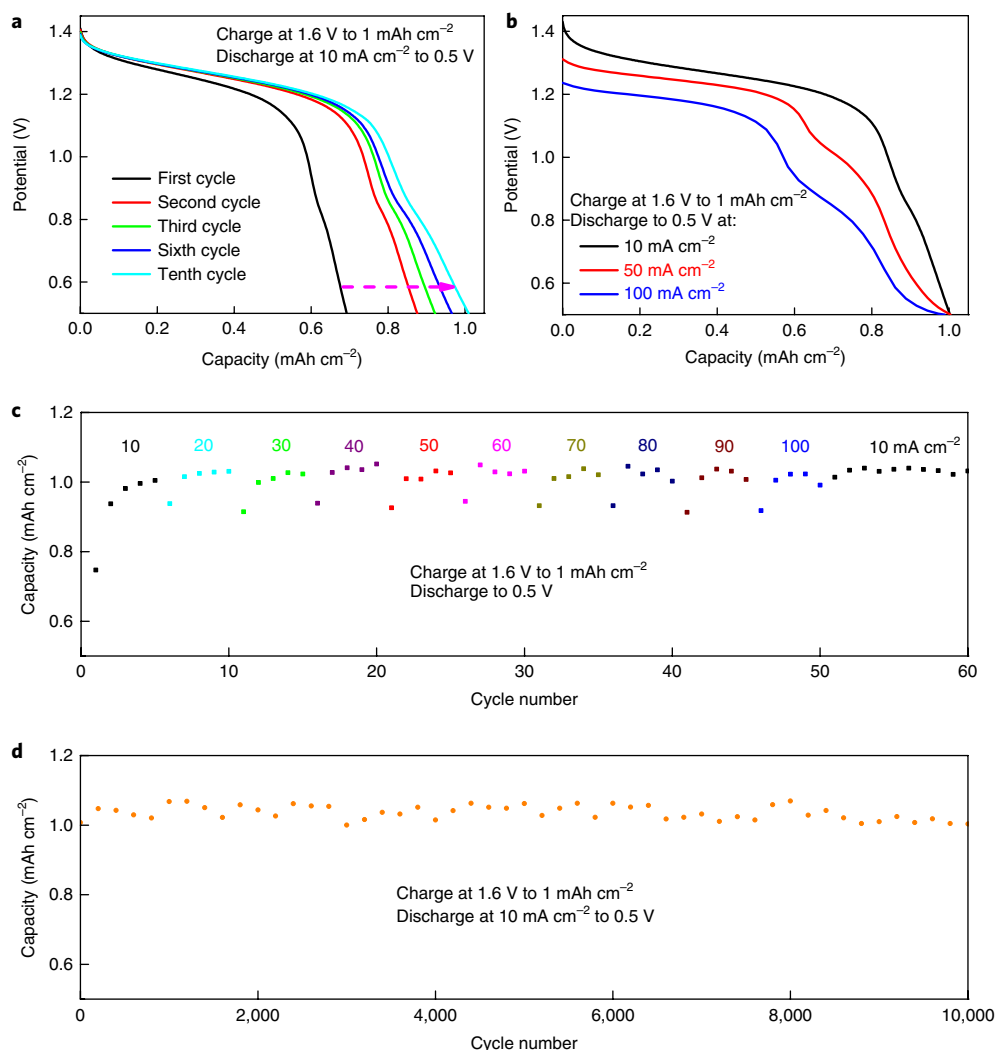 a
Charge at 1.6 V to 1 mAh cm⁻²
Discharge at 10 mA cm⁻² to 0.5 V
1.4
1.2
1.0
0.8
0.6
Potential (V)
First cycle
Second cycle
Third cycle
Sixth cycle
Tenth cycle
0.0 0.2 0.4 0.6 0.8 1.0
Capacity (mAh cm⁻²)
b
1.4
1.2
1.0
0.8
0.6
Potential (V)
Charge at 1.6 V to 1 mAh cm⁻²
Discharge to 0.5 V at:
10 mA cm⁻²
50 mA cm⁻²
100 mA cm⁻²
0.0 0.2 0.4 0.6 0.8 1.0
Capacity (mAh cm⁻²)
c
1.2
1.0
0.8
0.6
Capacity (mAh cm⁻²)
10 20 30 40 50 60 70 80 90 100 10 mA cm⁻²
Charge at 1.6 V to 1 mAh cm⁻²
Discharge to 0.5 V
0 10 20 30 40 50 60
Cycle number
d
1.2
1.0
0.8
0.6
Capacity (mAh cm⁻²)
Charge at 1.6 V to 1 mAh cm⁻²
Discharge at 10 mA cm⁻² to 0.5 V
0 2,000 4,000 6,000 8,000 10,000
Cycle number